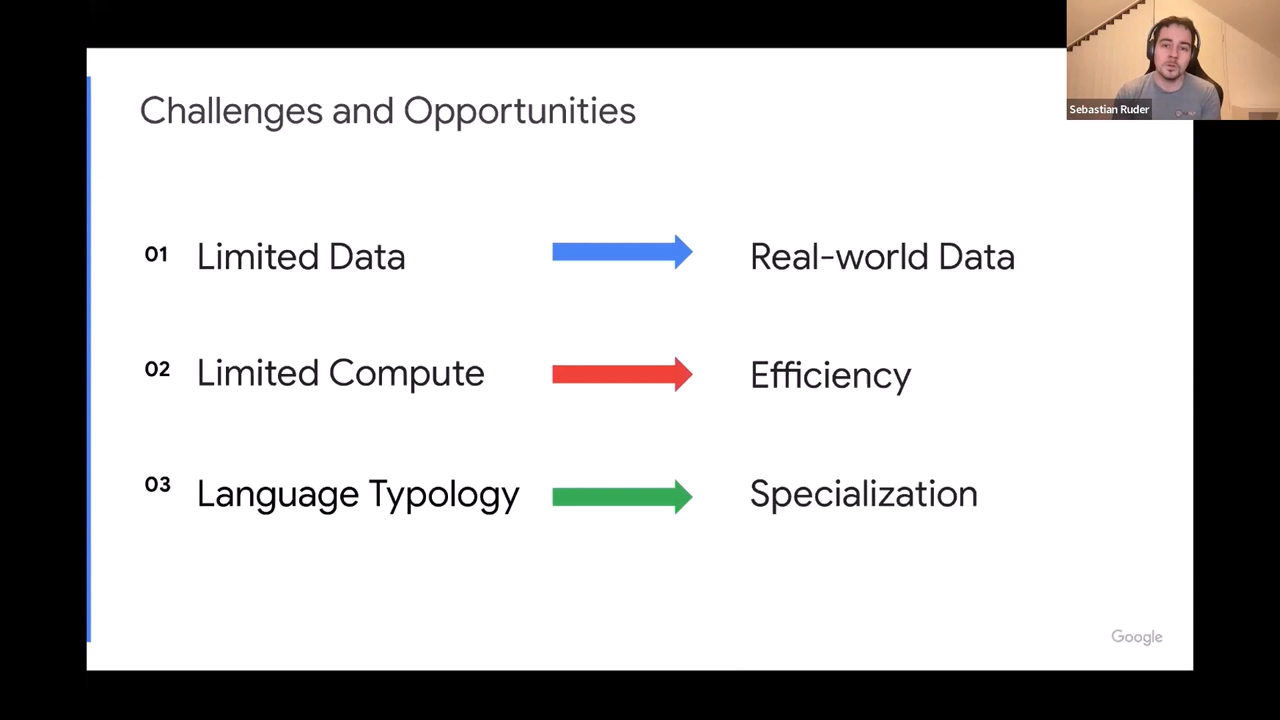 Sebastian Ruder
Challenges and Opportunities
01 Limited Data Real-world Data
02 Limited Compute Efficiency
03 Language Typology Specialization
Google